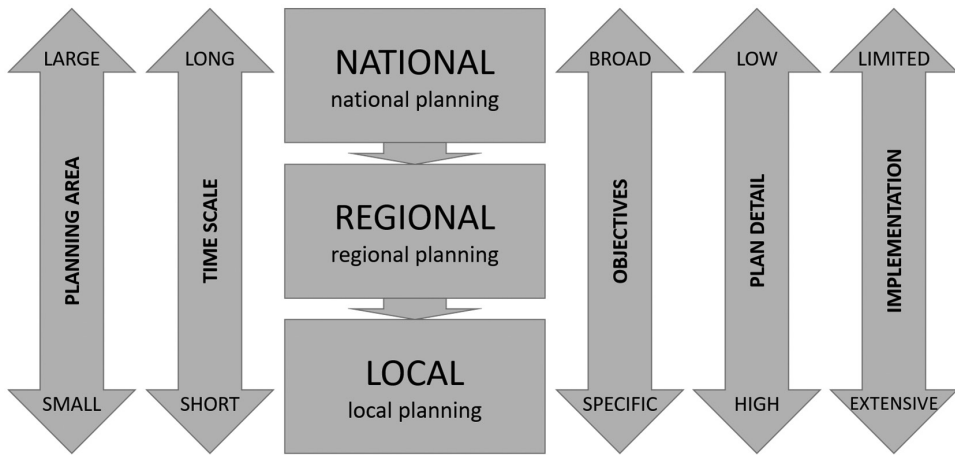 LARGE
PLANNING AREA
SMALL
LONG
TIME SCALE
SHORT
NATIONAL
national planning
REGIONAL
regional planning
LOCAL
local planning
BROAD
OBJECTIVES
SPECIFIC
LOW
PLAN DETAIL
HIGH
LIMITED
IMPLEMENTATION
EXTENSIVE